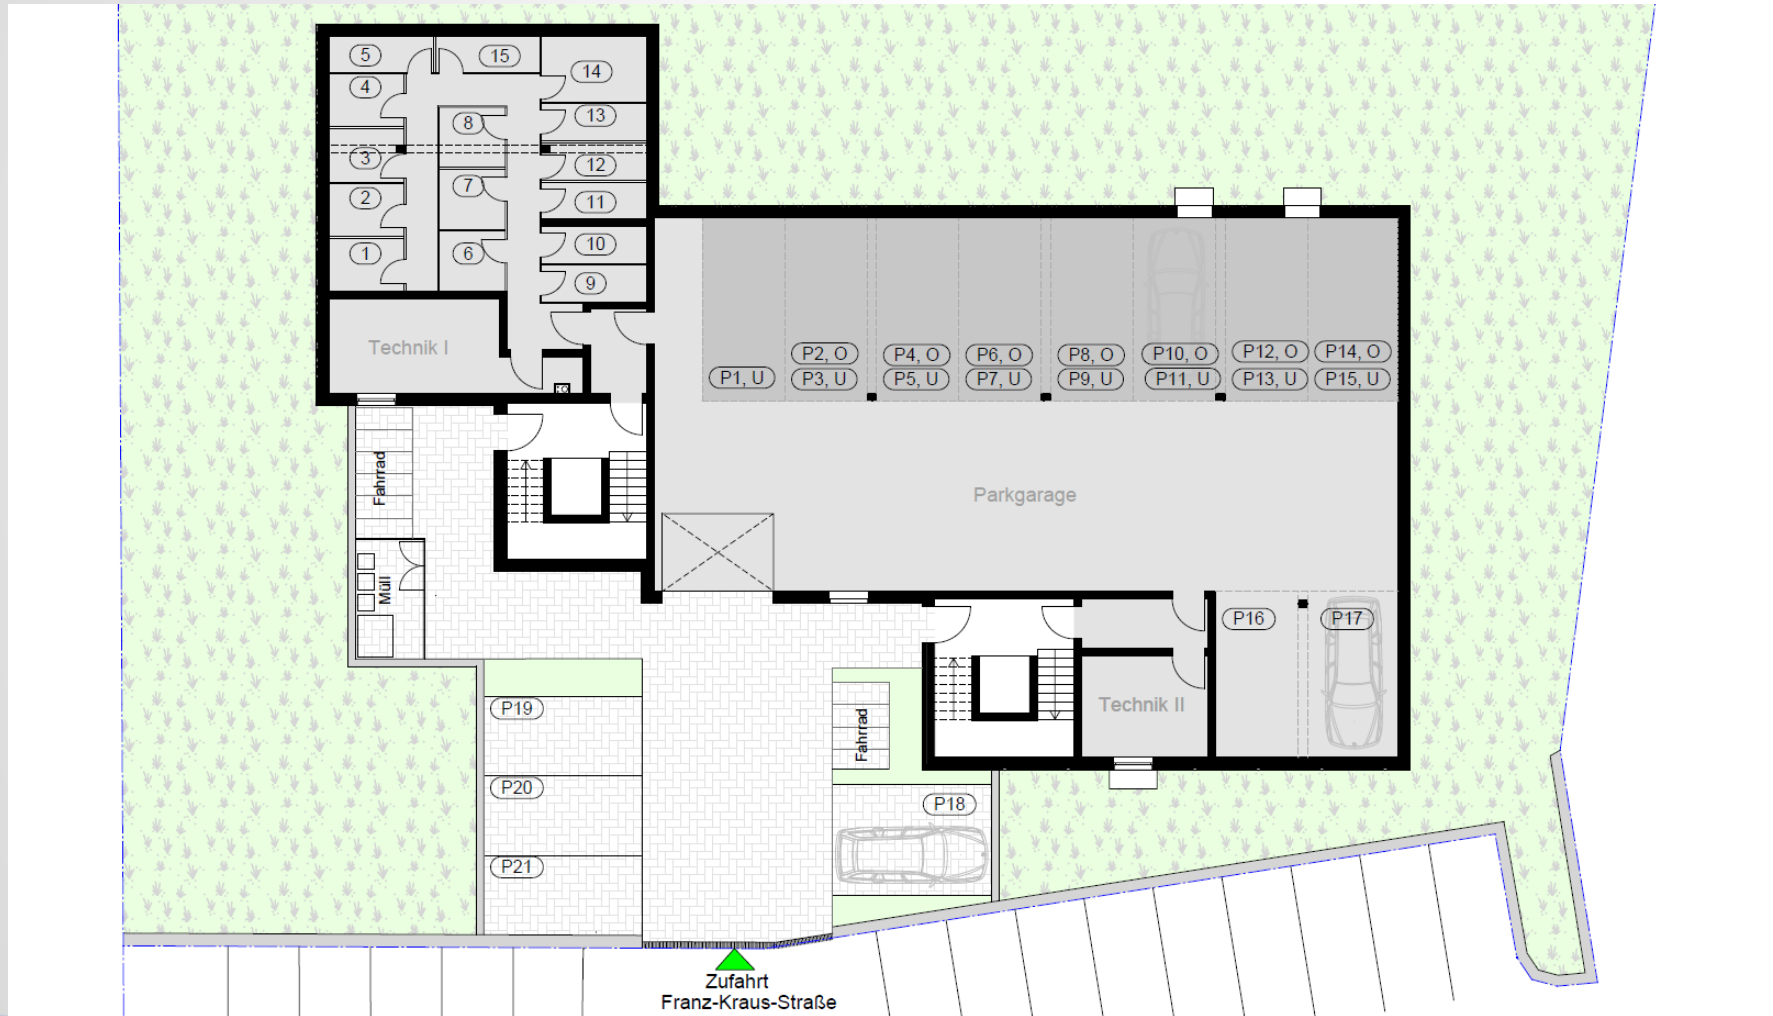 5
15
14
4
13
8
3
12
7
2
11
10
1
6
9
Technik I
P2, O
P4, O
P6, O
P8, O
P10, O
P12, O
P14, O
P1, U
P3, U
P5, U
P7, U
P9, U
P11, U
P13, U
P15, U
Fahrrad
Parkgarage
Müll
P16
P17
Technik II
P19
Fahrrad
P20
P18
P21
Zufahrt
Franz-Kraus-Straße